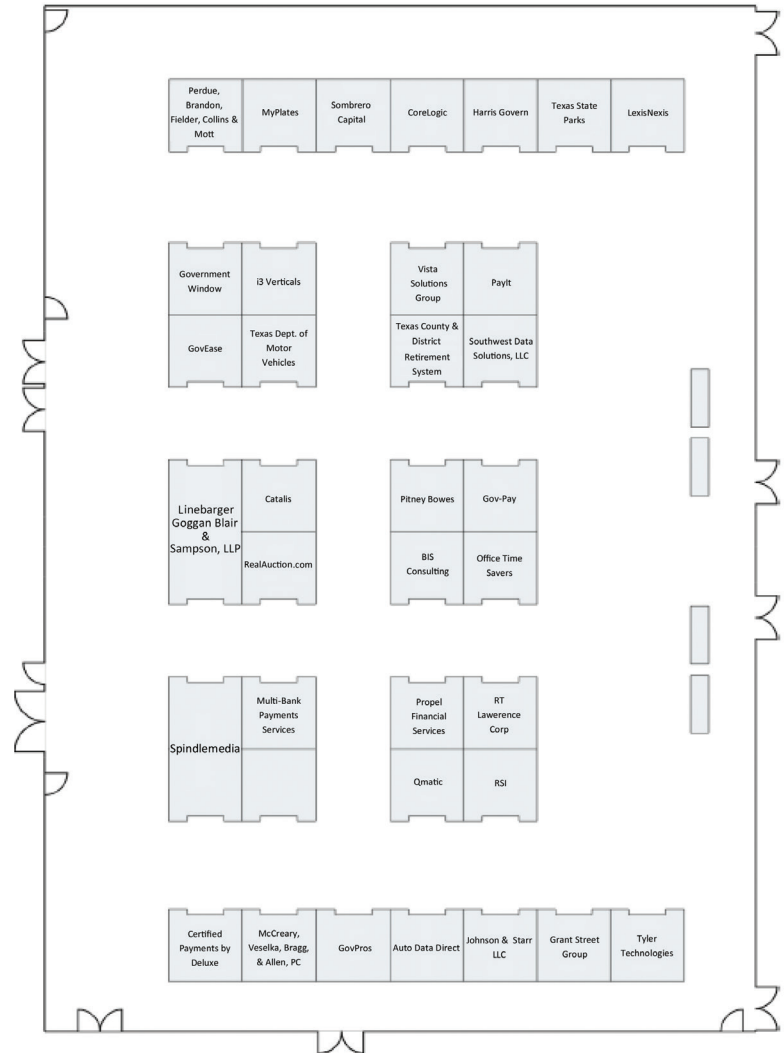 Perdue,
Brandon,
Fielder, Collins &
Mott
MyPlates
Sombrero
Capital
CoreLogic
Harris Govern
Texas State
Parks
LexisNexis
Government
Window
i3 Verticals
Vista
Solutions
Group
PayIt
GovEase
Texas Dept. of
Motor
Vehicles
Texas County &
District
Retirement
System
Southwest Data
Solutions, LLC
Linebarger
Goggan Blair
&
Sampson, LLP
Catalis
Pitney Bowes
Gov-Pay
RealAuction.com
BIS
Consulting
Office Time
Savers
Spindlemedia
Multi-Bank
Payments
Services
Propel
Financial
Services
RT
Lawerence
Corp
Qmatic
RSI
Certified
Payments by
Deluxe
McCreary,
Veselka, Bragg,
& Allen, PC
GovPros
Auto Data Direct
Johnson & Starr
LLC
Grant Street
Group
Tyler
Technologies